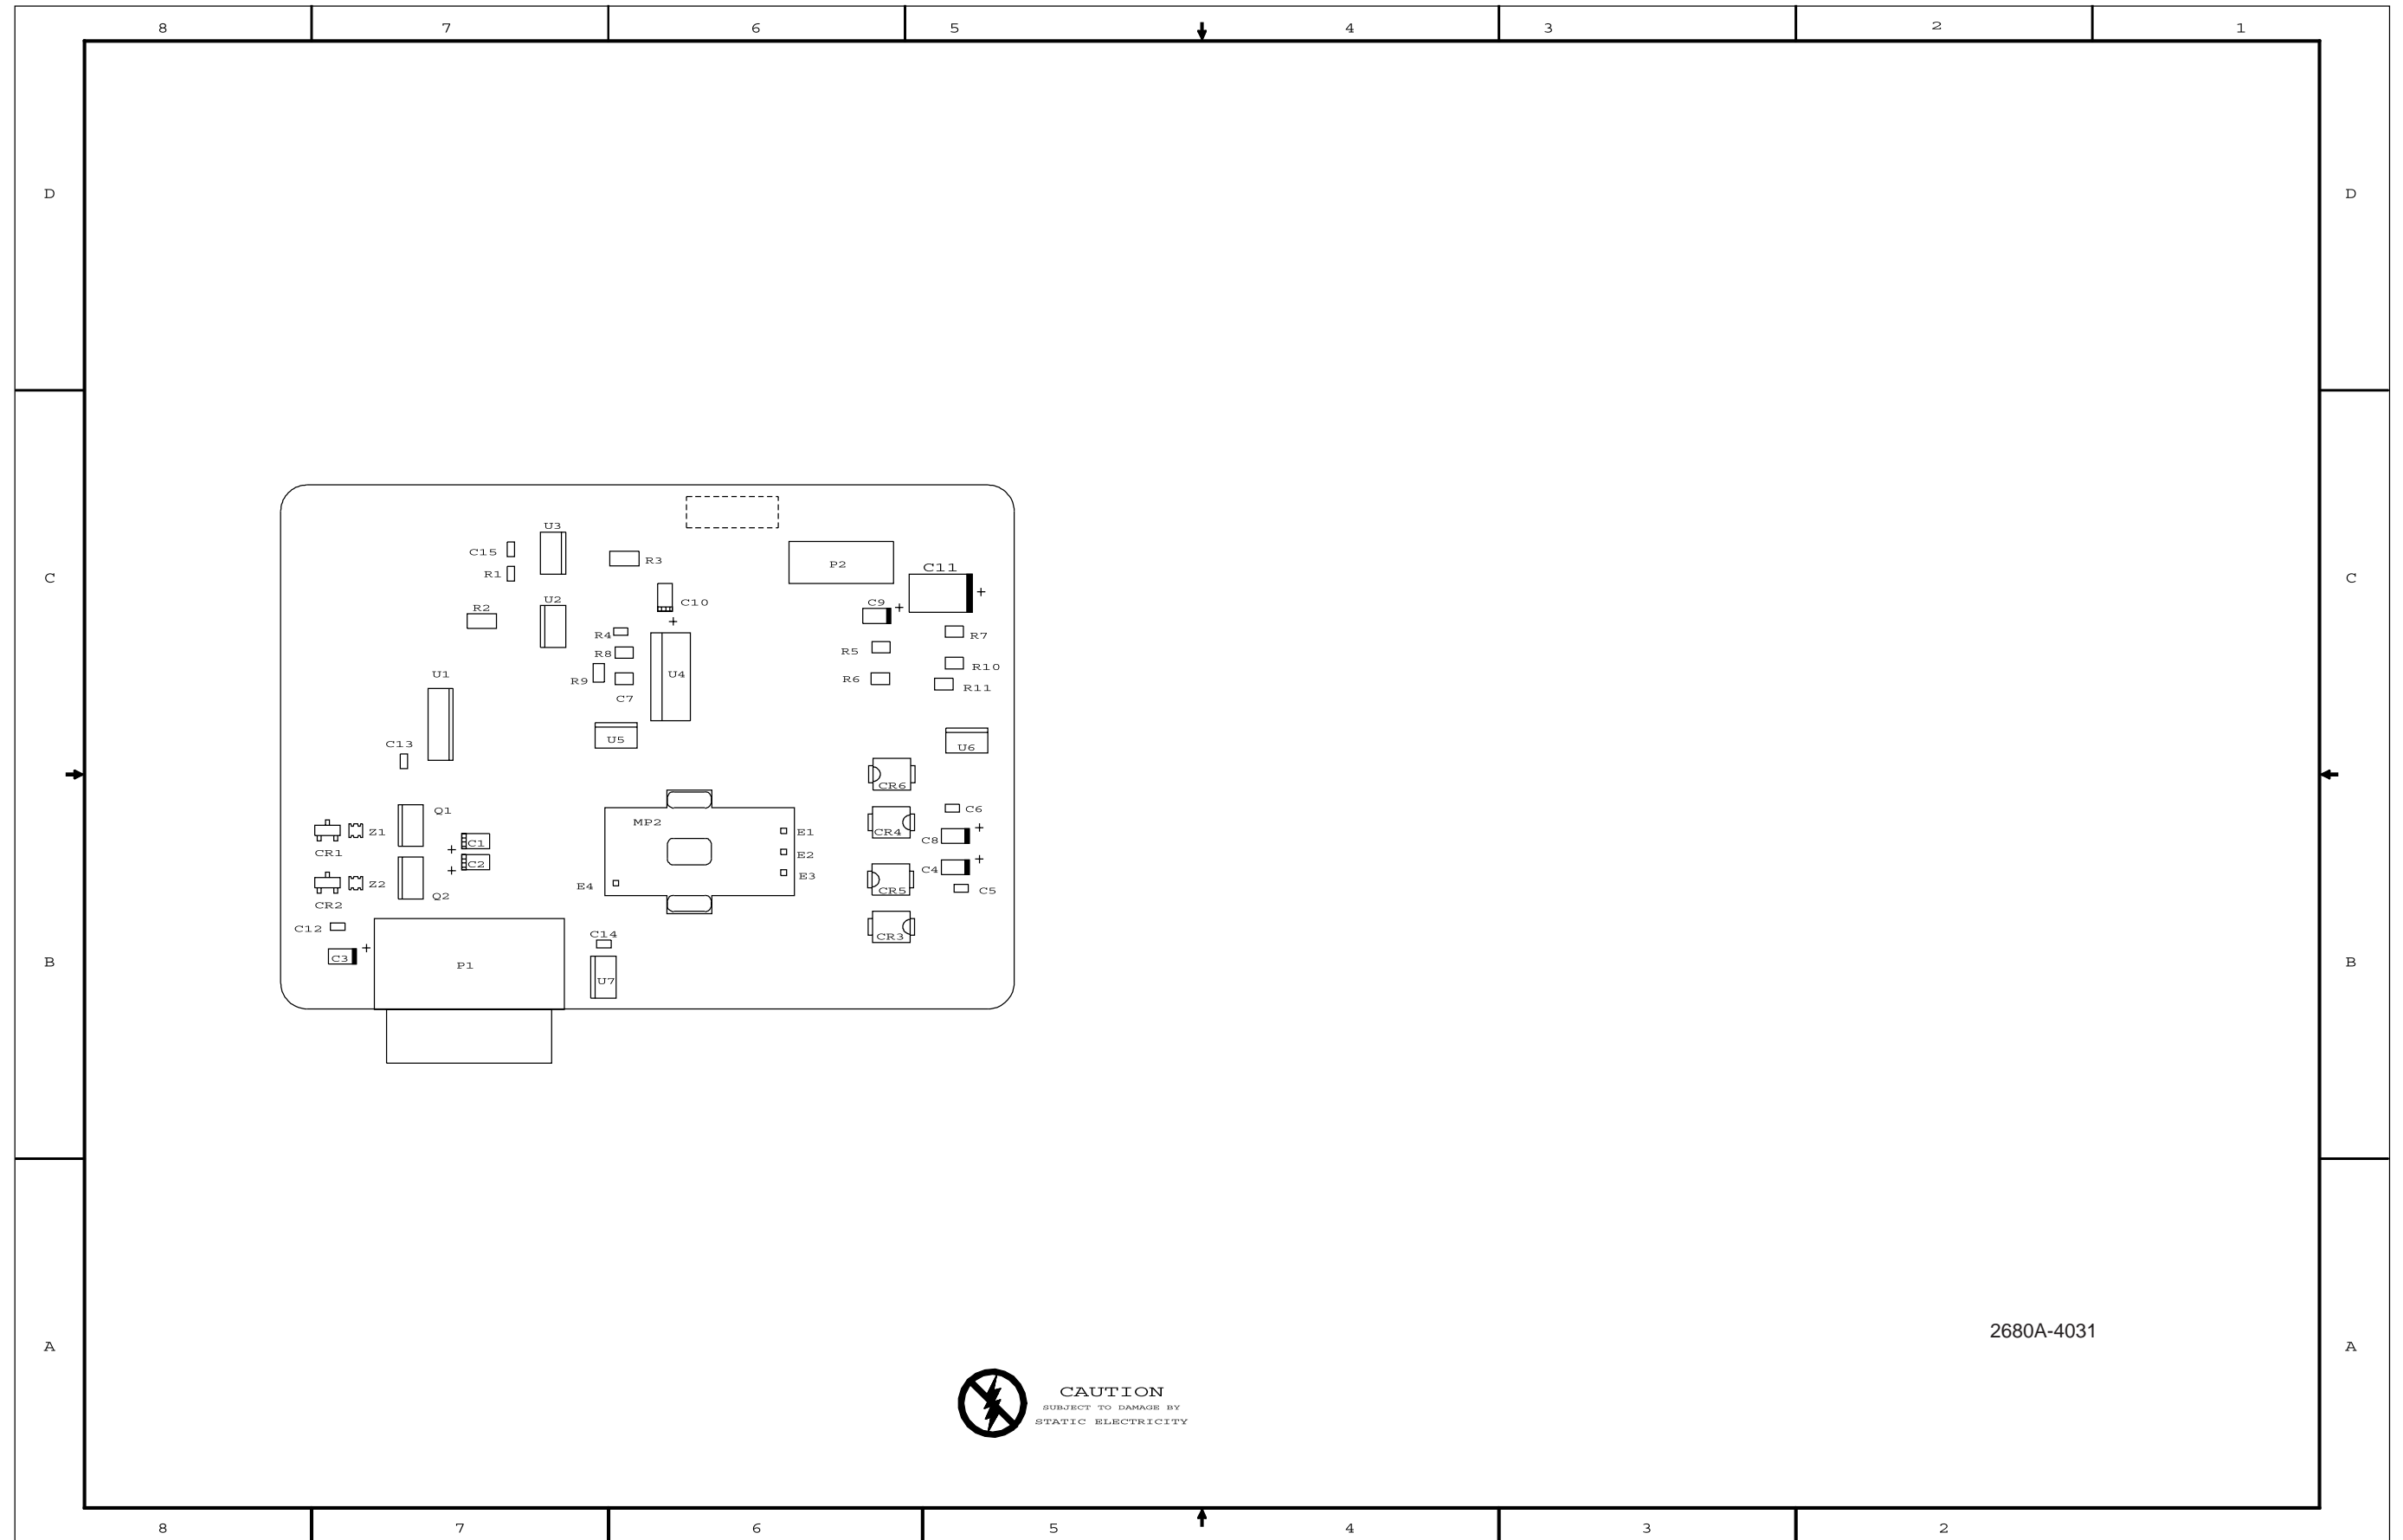 8 7 6 5 4 3 2 1
D D
U3
C15 R3
P2 C11
C C
R1
R2 U2 C10 C9 +
+
+
R4 R7
R8 R5
R9 U4 R10
U1 R6 R11
C7
U5 U6
C13
CR6
Q1 C6
MP2 +
Z1 E1 CR4
C1 C8
CR1 + E2
C2 +
+ C4
E3
Z2 E4 CR5 C5
Q2
CR2
C12 C14 CR3
+
C3
B P1 B
U7
2680A-4031
A A
CAUTION
SUBJECT TO DAMAGE BY
STATIC ELECTRICITY
8 7 6 5 4 3 2